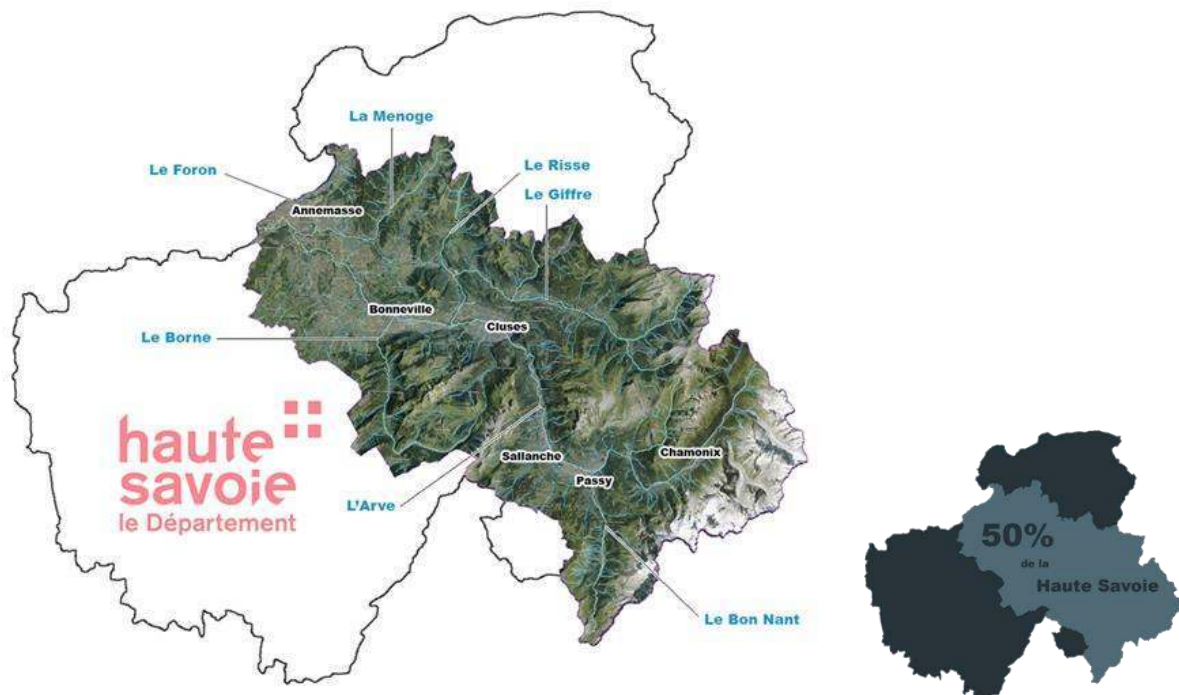 La Menoge
Le Foron
Le Risse
Le Giffre
Annemasse
Bonneville
Cluses
Le Borne
haute
savoie
le Département
Sallanche
Chamonix
Passy
L'Arve
Le Bon Nant
50%
de la
Haute Savoie